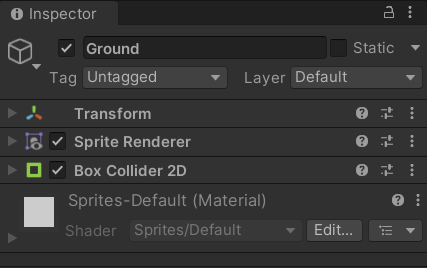 Inspector
Ground Static
Tag Untagged Layer Default
Transform
Sprite Renderer
Box Collider 2D
Sprites-Default (Material)
Shader Sprites/Default Edit...